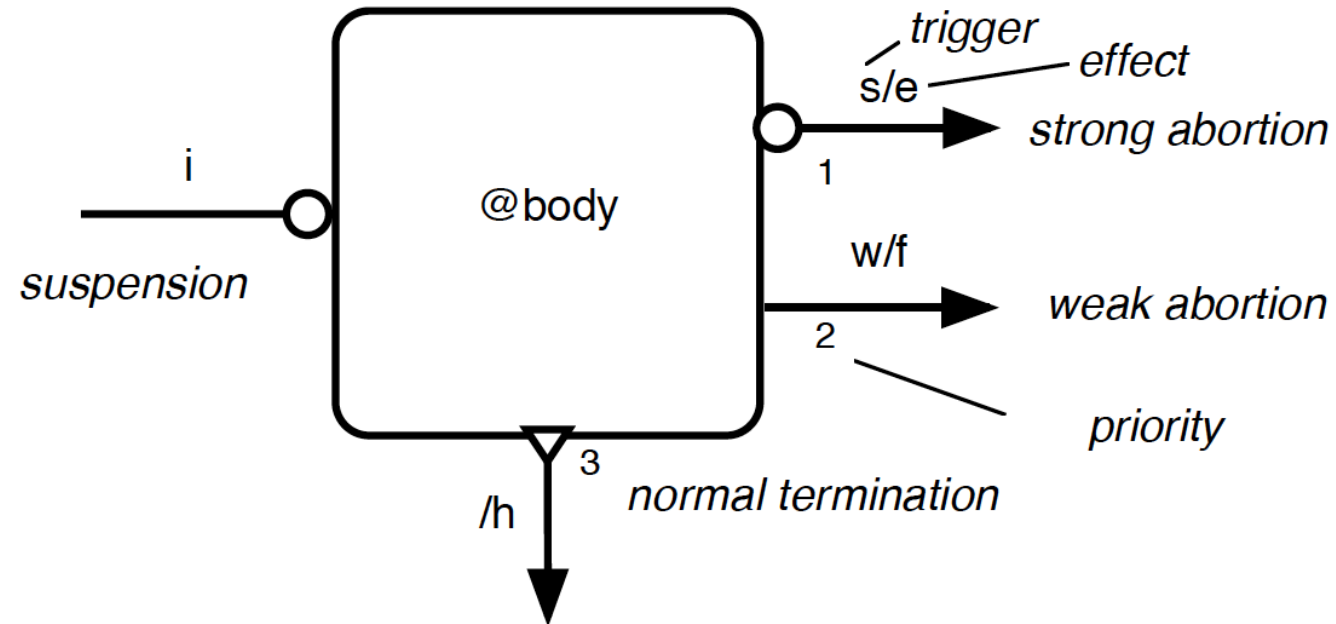 trigger
s/e
effect
strong abortion
1
i
@body
suspension
w/f
weak abortion
2
priority
3
normal termination
/h